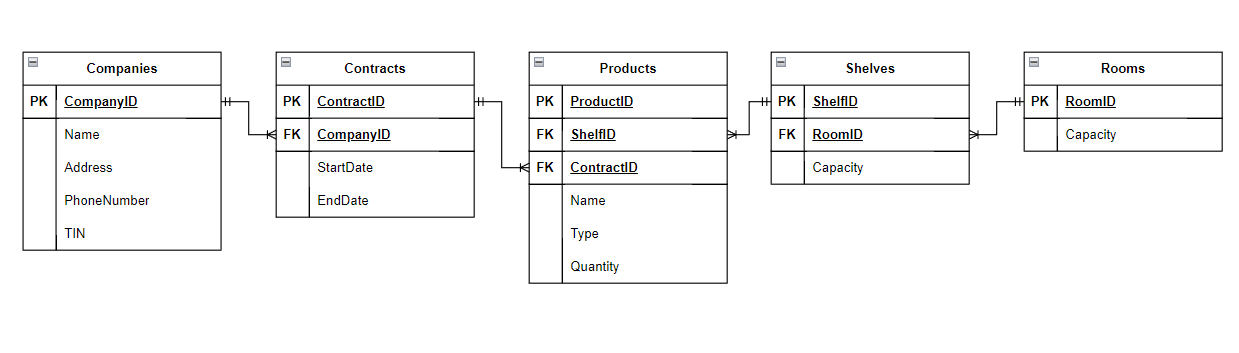 Companies
PK CompanyID
Name
Address
PhoneNumber
TIN
Contracts
PK ContractID
FK CompanyID
StartDate
EndDate
Products
PK ProductID
FK ShelfID
FK ContractID
Name
Type
Quantity
Shelves
PK ShelfID
FK RoomID
Capacity
Rooms
PK RoomID
Capacity